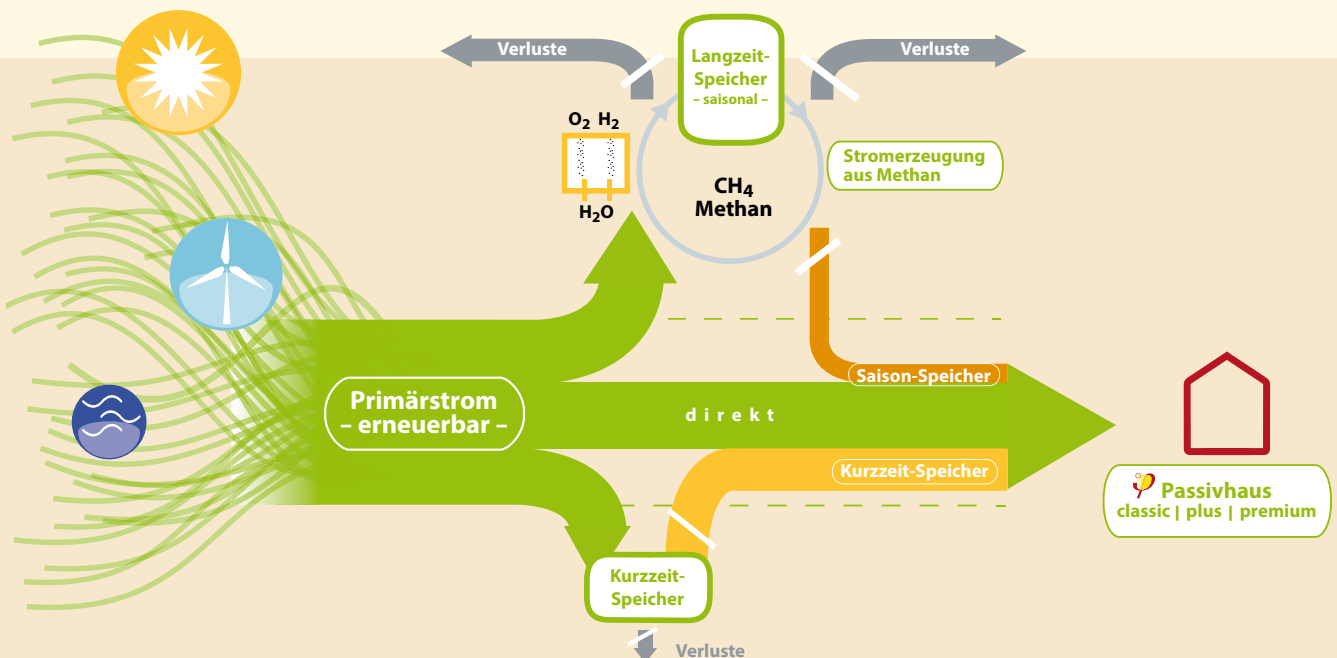 Verluste
Langzeit-
Speicher
– saisonal –
Verluste
O2 H2
H2O
CH4
Methan
Stromerzeugung
aus Methan
Saison-Speicher
Primärstrom
– erneuerbar –
direkt
Kurzzeit-Speicher
Passivhaus
classic | plus | premium
Kurzzeit-
Speicher
Verluste